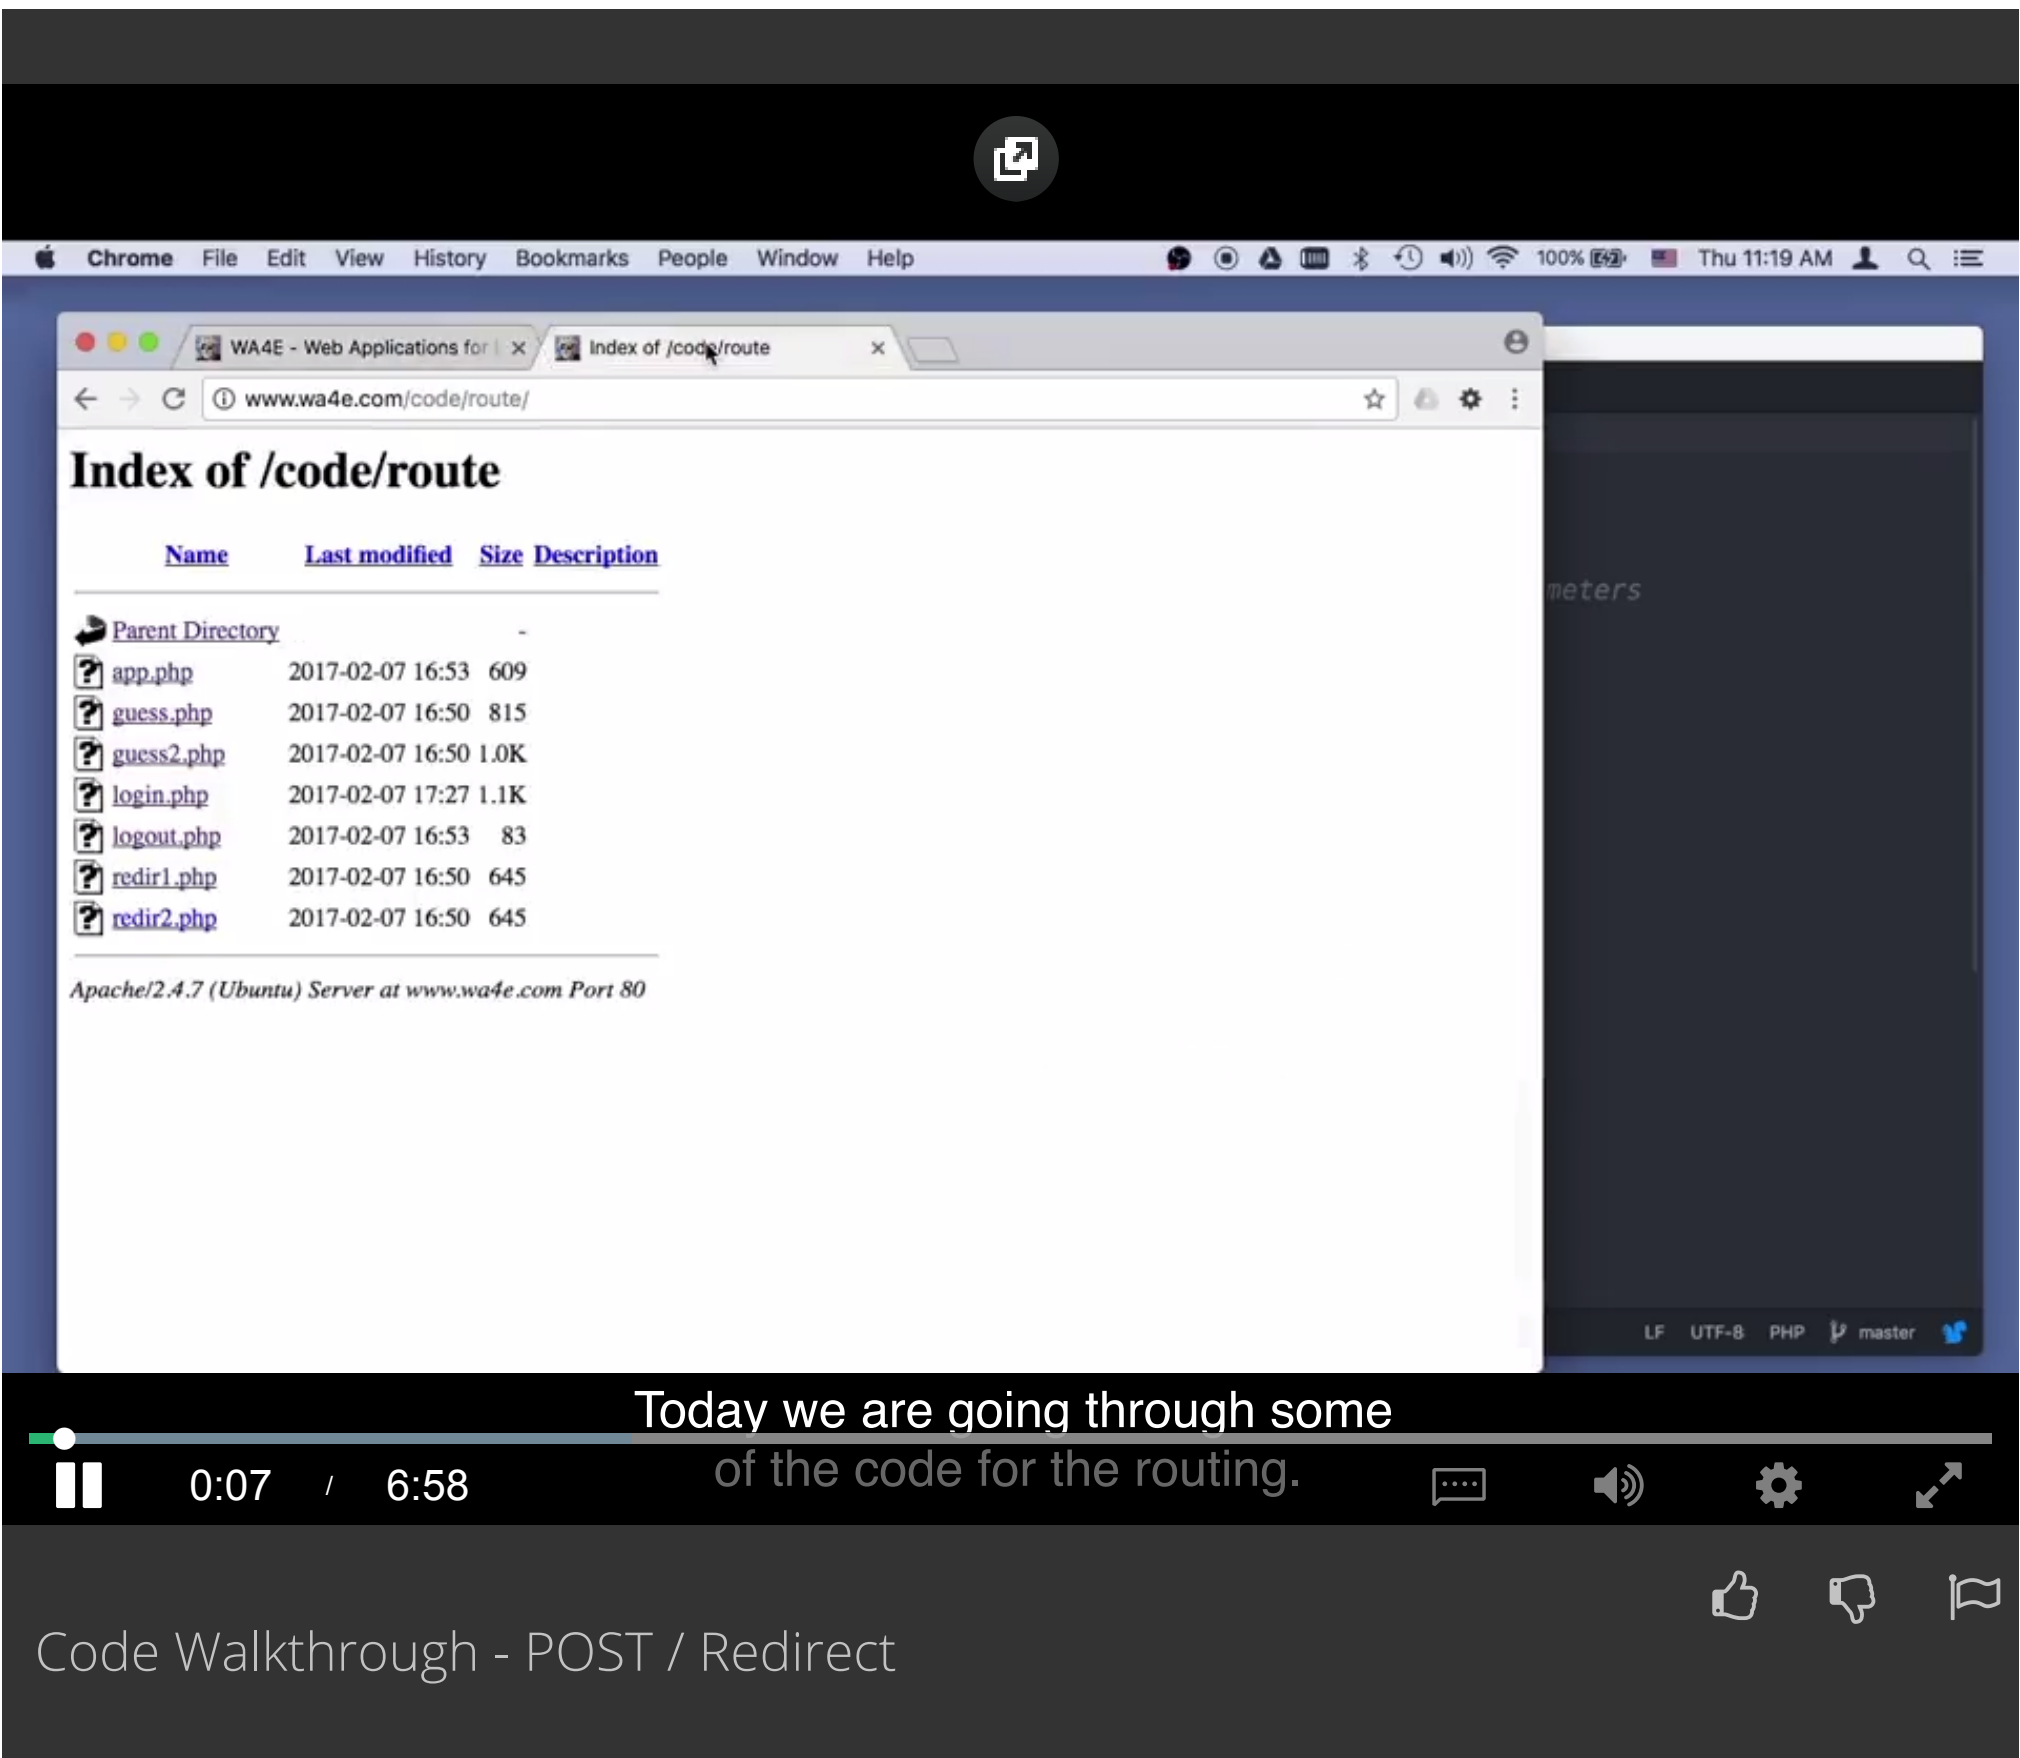 Chrome File Edit View History Bookmarks People Window Help 100% Thu 11:19 AM
WA4E - Web Applications for Index of /code/route
www.wa4e.com/code/route/
Index of /code/route
Name Last modified Size Description
Parent Directory -
app.php 2017-02-07 16:53 609
guess.php 2017-02-07 16:50 815
guess2.php 2017-02-07 16:50 1.0K
login.php 2017-02-07 17:27 1.1K
logout.php 2017-02-07 16:53 83
redir1.php 2017-02-07 16:50 645
redir2.php 2017-02-07 16:50 645
Apache/2.4.7 (Ubuntu) Server at www.wa4e.com Port 80
meters
LF UTF-8 PHP master
Today we are going through some
of the code for the routing.
0:07 / 6:58
Code Walkthrough - POST / Redirect